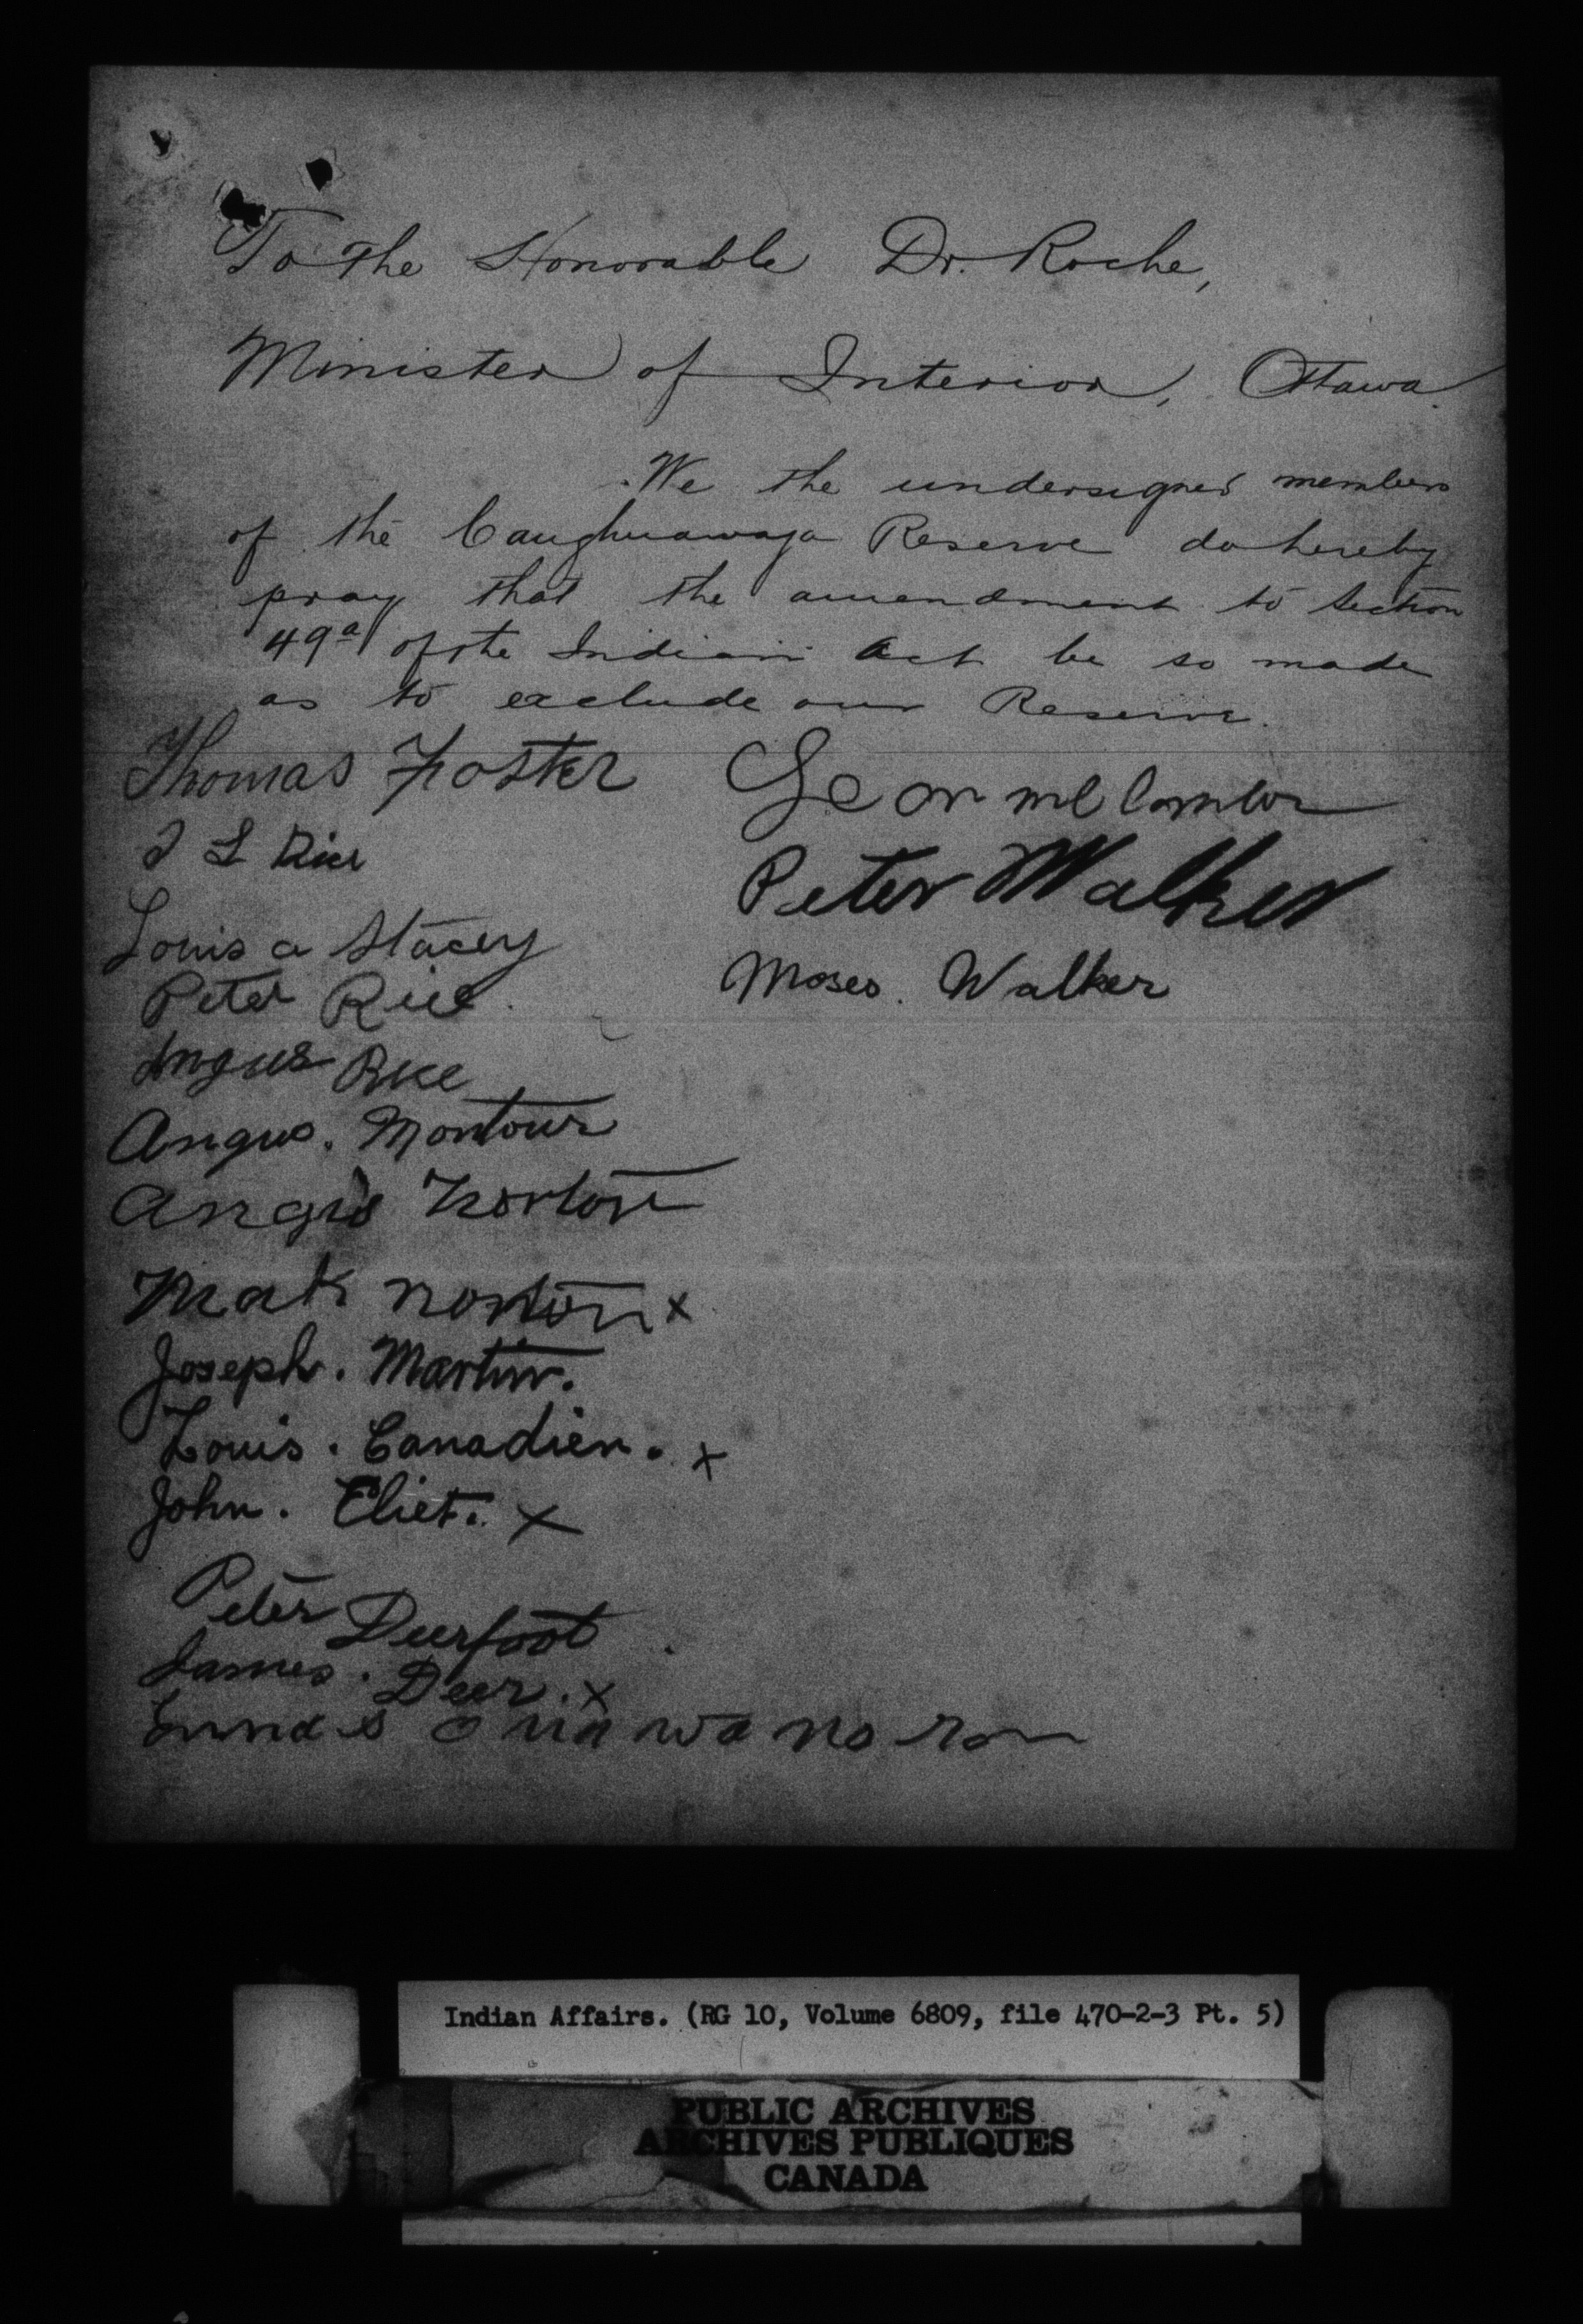 To The Honorable Dr. Roche,
Minister of Interior, Ottawa.
We the undersigned members
of the Caughnawaga Reserve do hereby
pray that the amendment to Section
49a of the Indian Act be so made
as to exclude our Reserve.
Thomas Foster
L Rice
Louis a Stacey
Peter Rice
Angus Rice
Angus. Montour
Angus Norton
Mak norton x
Joseph. Martin.
Louis. Canadien. x
John. Eliet. x
Peter Deerfoot
James. Deer. x
Peter Walker
Moses. Walker
Indian Affairs. (RG 10, Volume 6809, file 470-2-3 Pt. 5)
PUBLIC ARCHIVES
ARCHIVES PUBLIQUES
CANADA